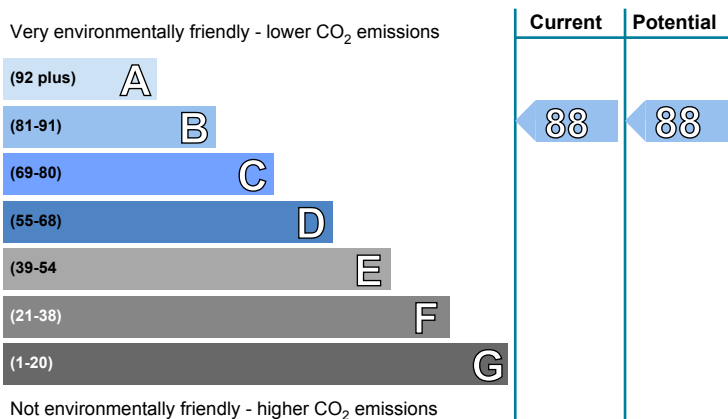 Very environmentally friendly - lower CO₂ emissions
Current Potential
(92 plus) A
(81-91) B
88 88
(69-80) C
(55-68) D
(39-54 E
(21-38) F
(1-20) G
Not environmentally friendly - higher CO₂ emissions